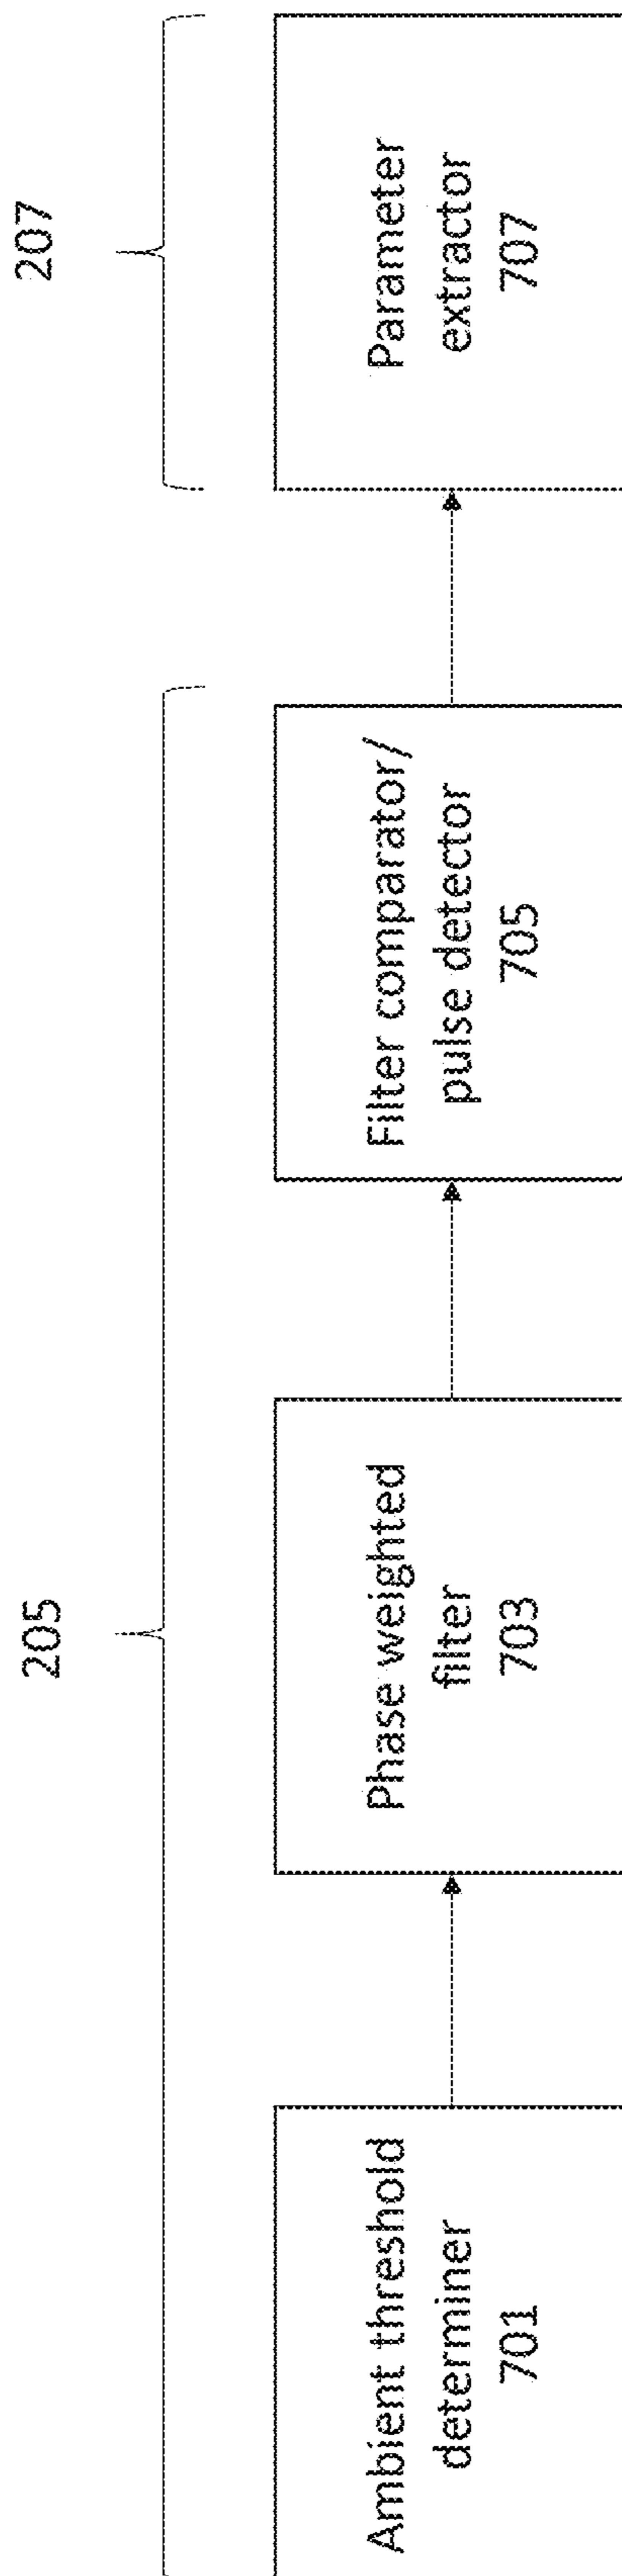 205
207
Ambient threshold
determiner
701
Phase weighted
filter
703
Filter comparator/
pulse detector
705
Parameter
extractor
707